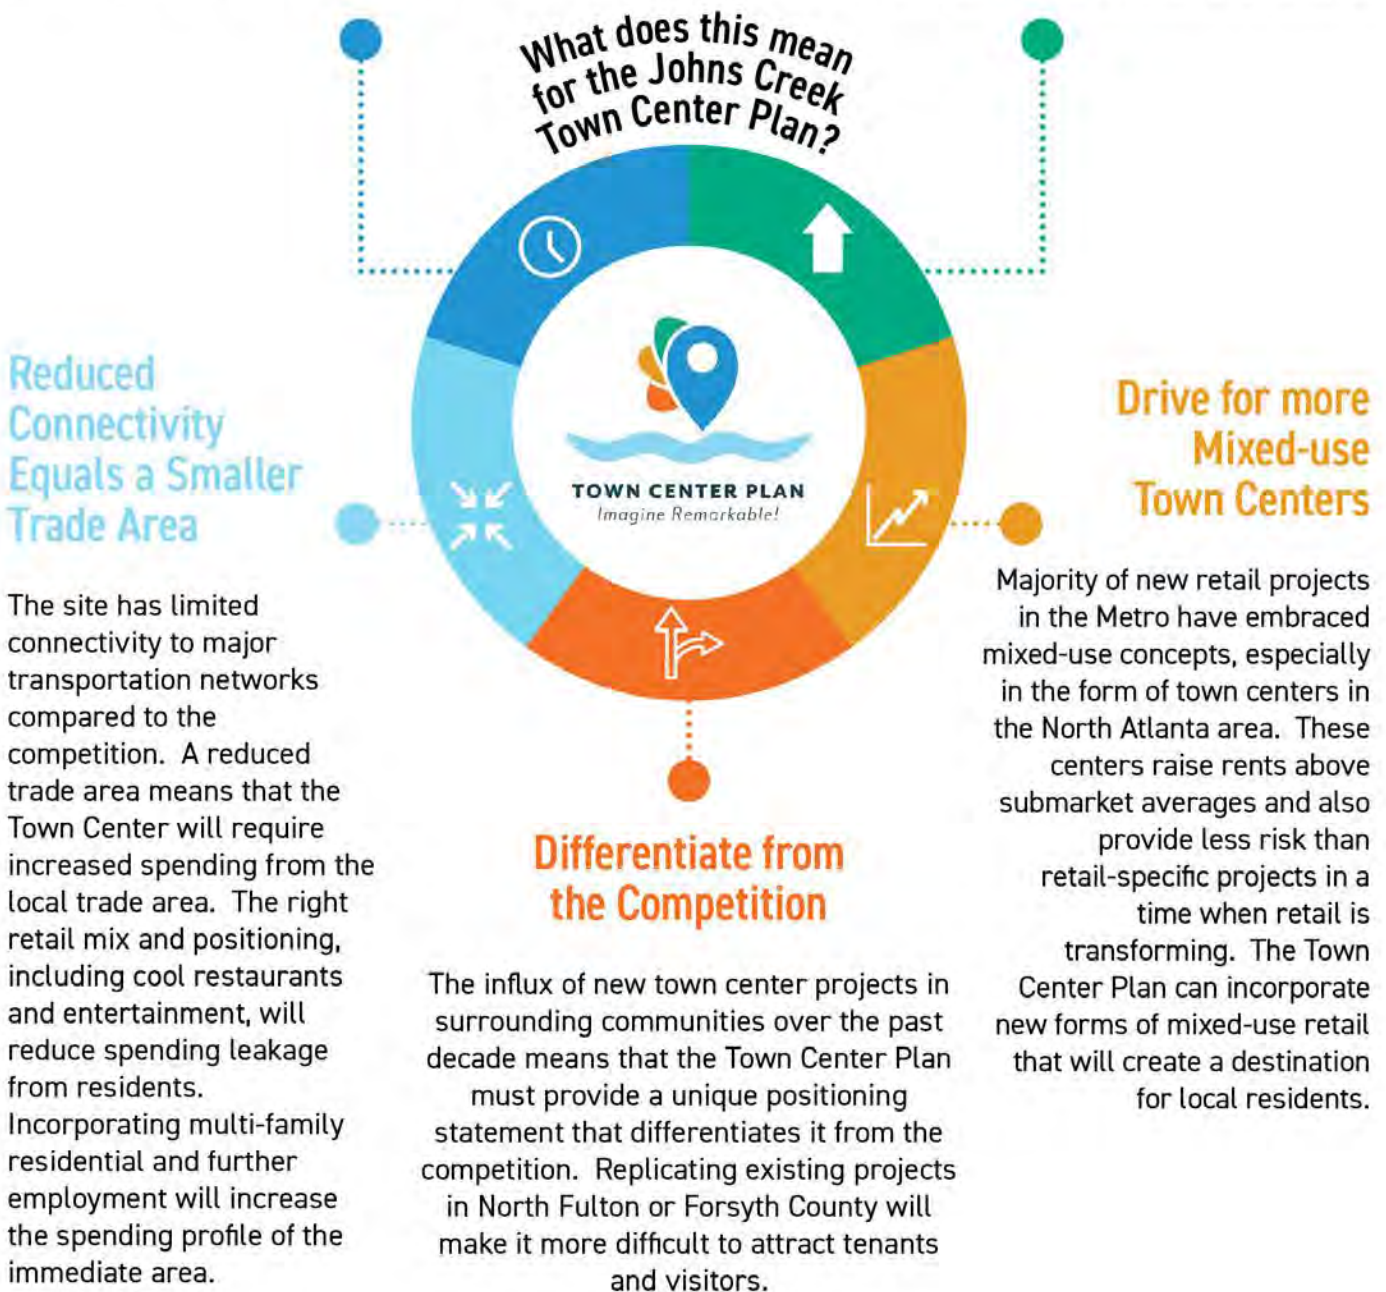 What does this mean
for the Johns Creek
Town Center Plan?
TOWN CENTER PLAN
Imagine Remarkable!
Reduced
Connectivity
Equals a Smaller
Trade Area
The site has limited
connectivity to major
transportation networks
compared to the
competition.  A reduced
trade area means that the
Town Center will require
increased spending from the
local trade area.  The right
retail mix and positioning,
including cool restaurants
and entertainment, will
reduce spending leakage
from residents.
Incorporating multi-family
residential and further
employment will increase
the spending profile of the
immediate area.
Differentiate from
the Competition
The influx of new town center projects in
surrounding communities over the past
decade means that the Town Center Plan
must provide a unique positioning
statement that differentiates it from the
competition.  Replicating existing projects
in North Fulton or Forsyth County will
make it more difficult to attract tenants
and visitors.
Drive for more
Mixed-use
Town Centers
Majority of new retail projects
in the Metro have embraced
mixed-use concepts, especially
in the form of town centers in
the North Atlanta area.  These
centers raise rents above
submarket averages and also
provide less risk than
retail-specific projects in a
time when retail is
transforming.  The Town
Center Plan can incorporate
new forms of mixed-use retail
that will create a destination
for local residents.